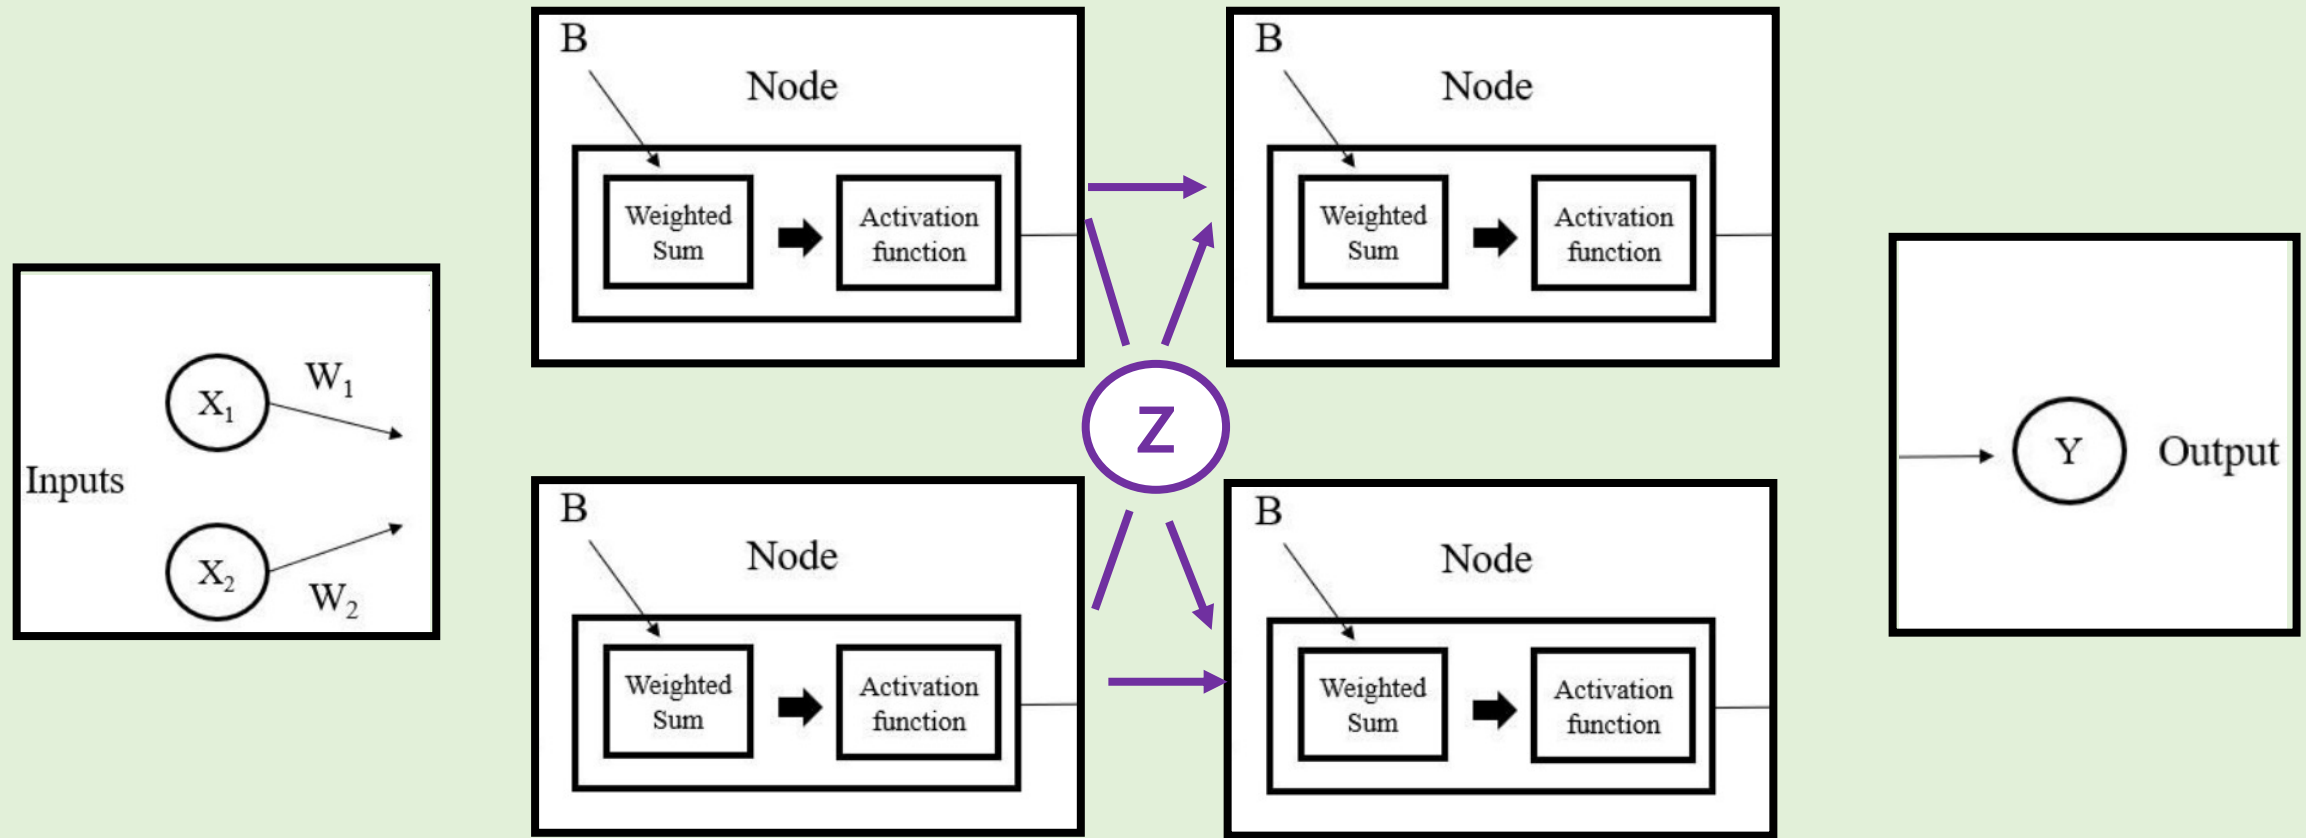 B
Node
Weighted
Sum
Activation
function
B
Node
Weighted
Sum
Activation
function
X₁
W₁
Inputs
X₂
W₂
Z
Y
Output
B
Node
Weighted
Sum
Activation
function
B
Node
Weighted
Sum
Activation
function